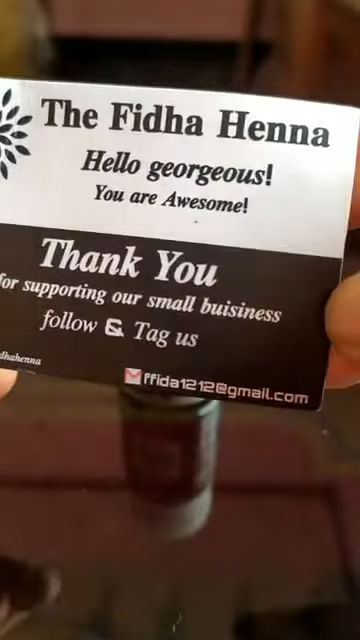 The Fidha Henna
Hello georgeous!
You are Awesome!
Thank You
for supporting our small buisiness
follow & Tag us
ffida1212@gmail.com